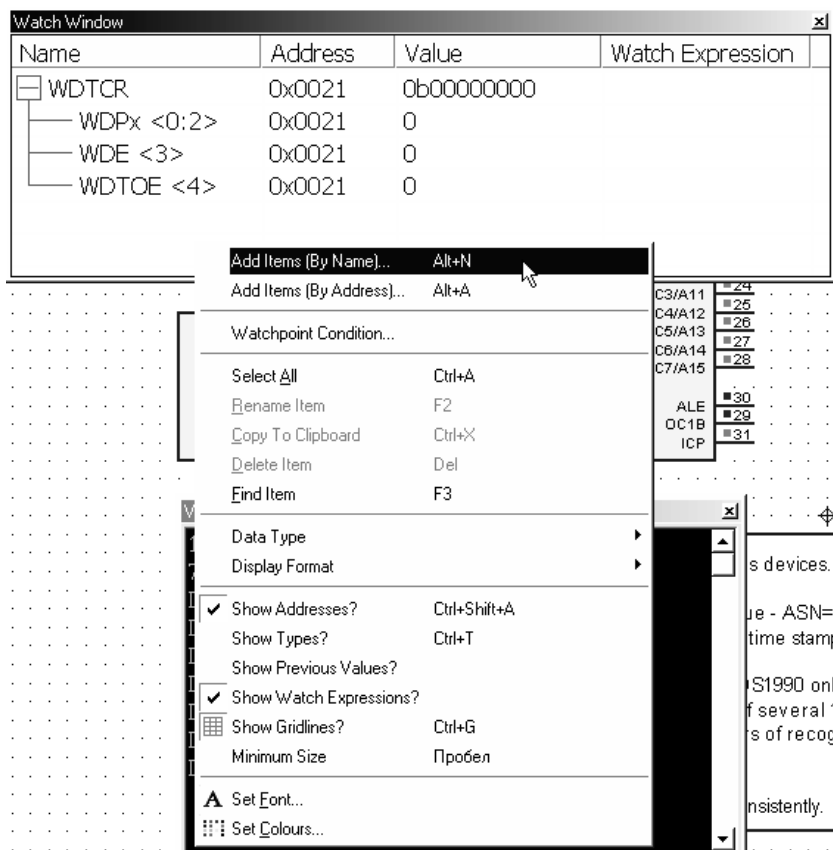 Watch Window
Name Address Value Watch Expression
WDTCR 0x0021 0b00000000
WDPx <0:2> 0x0021 0
WDE <3> 0x0021 0
WDTOE <4> 0x0021 0
Add Items (By Name)... Alt+N
Add Items (By Address)... Alt+A
Watchpoint Condition...
Select All Ctrl+A
Rename Item F2
Copy To Clipboard Ctrl+X
Delete Item Del
Find Item F3
Data Type
Display Format
Show Addresses? Ctrl+Shift+A
Show Types? Ctrl+T
Show Previous Values?
Show Watch Expressions?
Show Gridlines? Ctrl+G
Minimum Size Пробел
Set Font...
Set Colours...
C3/A11 24
C4/A12 25
C5/A13 26
C6/A14 27
C7/A15 28
ALE 30
OC1B 29
ICP 31
s devices.
ue - ASN=
time stamp
S1990 onl
f several
s of recog
nsistently.